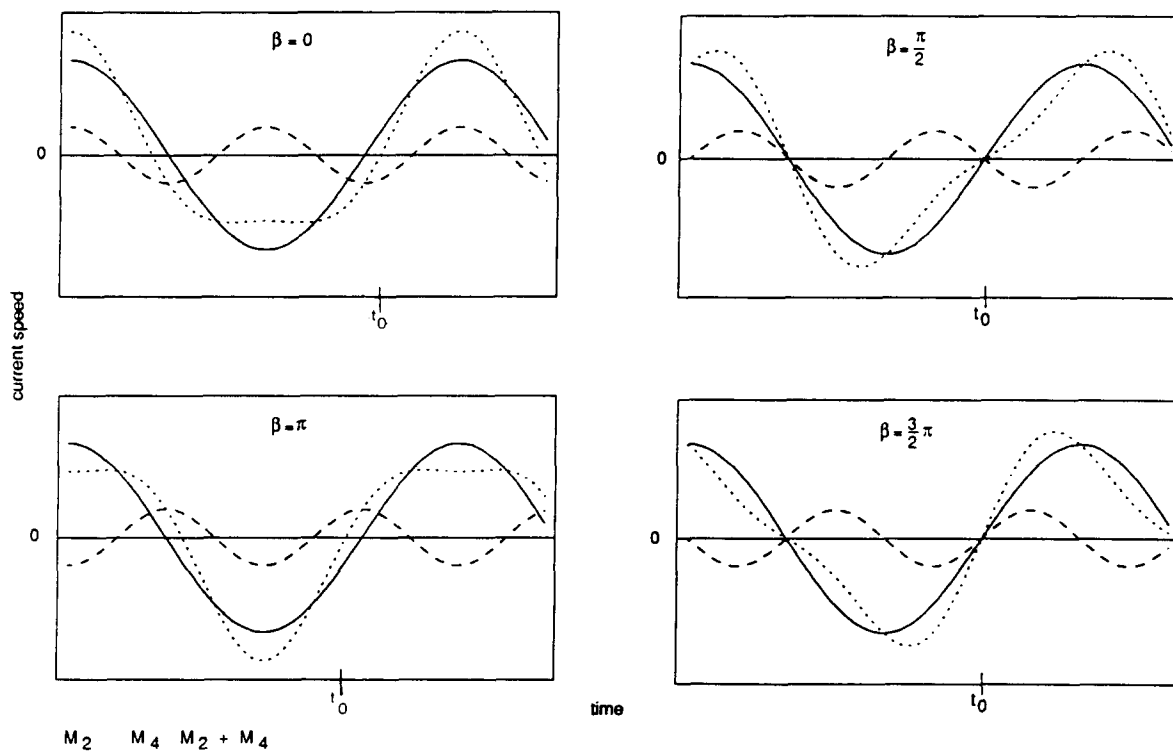 β = 0
0
t₀
β = π/2
0
t₀
current speed
β = π
0
t₀
β = 3/2 π
0
t₀
time
M₂ M₄ M₂ + M₄